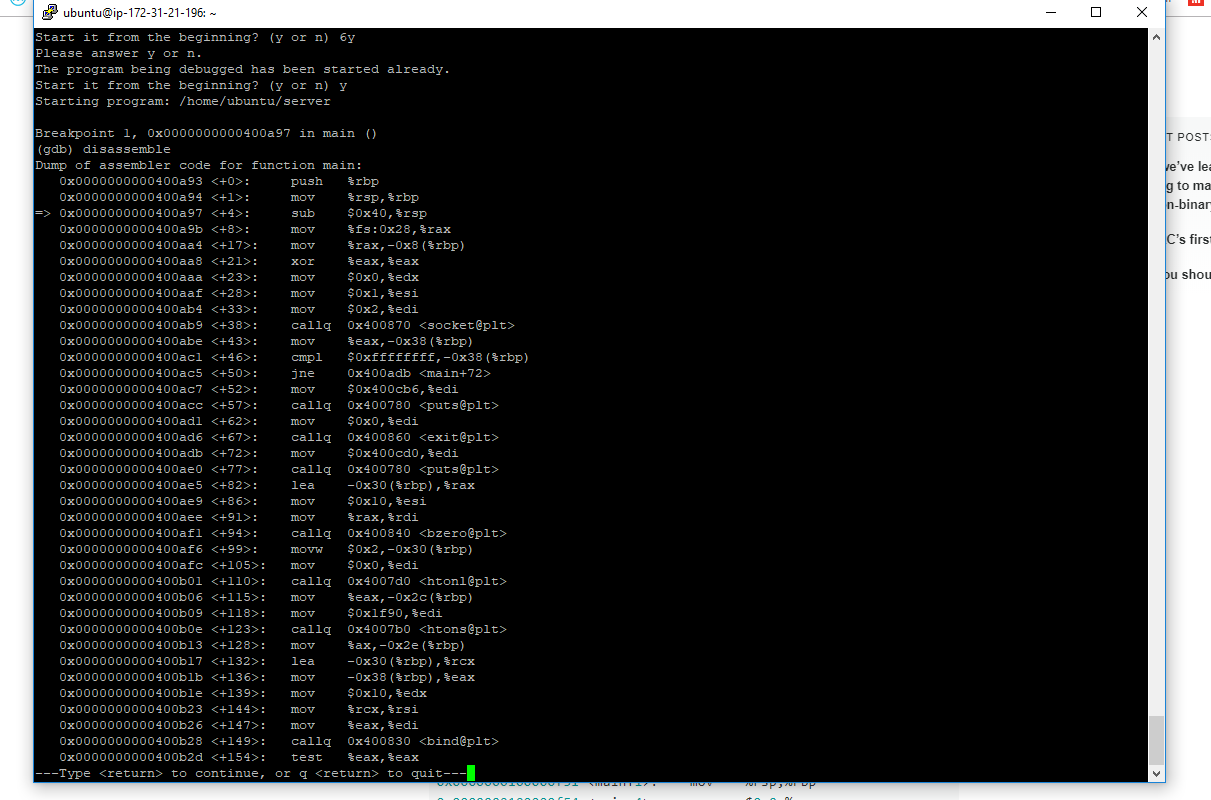 ubuntu@ip-172-31-21-196: ~
Start it from the beginning? (y or n) 6y
Please answer y or n.
The program being debugged has been started already.
Start it from the beginning? (y or n) y
Starting program: /home/ubuntu/server
Breakpoint 1, 0x0000000000400a97 in main ()
(gdb) disassemble
Dump of assembler code for function main:
0x0000000000400a93 <+0>: push %rbp
0x0000000000400a94 <+1>: mov %rsp,%rbp
=> 0x0000000000400a97 <+4>: sub $0x40,%rsp
0x0000000000400a9b <+8>: mov %fs:0x28,%rax
0x0000000000400aa4 <+17>: mov %rax,-0x8(%rbp)
0x0000000000400aa8 <+21>: xor %eax,%eax
0x0000000000400aaa <+23>: mov $0x0,%edx
0x0000000000400aaf <+28>: mov $0x1,%esi
0x0000000000400ab4 <+33>: mov $0x2,%edi
0x0000000000400ab9 <+38>: callq 0x400870 <socket@plt>
0x0000000000400abe <+43>: mov %eax,-0x38(%rbp)
0x0000000000400ac1 <+46>: cmpl $0xffffffff,-0x38(%rbp)
0x0000000000400ac5 <+50>: jne 0x400adb <main+72>
0x0000000000400ac7 <+52>: mov $0x400cb6,%edi
0x0000000000400acc <+57>: callq 0x400780 <puts@plt>
0x0000000000400ad1 <+62>: mov $0x0,%edi
0x0000000000400ad6 <+67>: callq 0x400860 <exit@plt>
0x0000000000400adb <+72>: mov $0x400cd0,%edi
0x0000000000400ae0 <+77>: callq 0x400780 <puts@plt>
0x0000000000400ae5 <+82>: lea -0x30(%rbp),%rax
0x0000000000400ae9 <+86>: mov $0x10,%esi
0x0000000000400aee <+91>: mov %rax,%rdi
0x0000000000400af1 <+94>: callq 0x400840 <bzero@plt>
0x0000000000400af6 <+99>: movw $0x2,-0x30(%rbp)
0x0000000000400afc <+105>: mov $0x0,%edi
0x0000000000400b01 <+110>: callq 0x4007d0 <htonl@plt>
0x0000000000400b06 <+115>: mov %eax,-0x2c(%rbp)
0x0000000000400b09 <+118>: mov $0x1f90,%edi
0x0000000000400b0e <+123>: callq 0x4007b0 <htons@plt>
0x0000000000400b13 <+128>: mov %ax,-0x2e(%rbp)
0x0000000000400b17 <+132>: lea -0x30(%rbp),%rcx
0x0000000000400b1b <+136>: mov -0x38(%rbp),%eax
0x0000000000400b1e <+139>: mov $0x10,%edx
0x0000000000400b23 <+144>: mov %rcx,%rsi
0x0000000000400b26 <+147>: mov %eax,%edi
0x0000000000400b28 <+149>: callq 0x400830 <bind@plt>
0x0000000000400b2d <+154>: test %eax,%eax
---Type <return> to continue, or q <return> to quit---
T POST
we've lea
g to ma
n-binary
C's first
ou shou